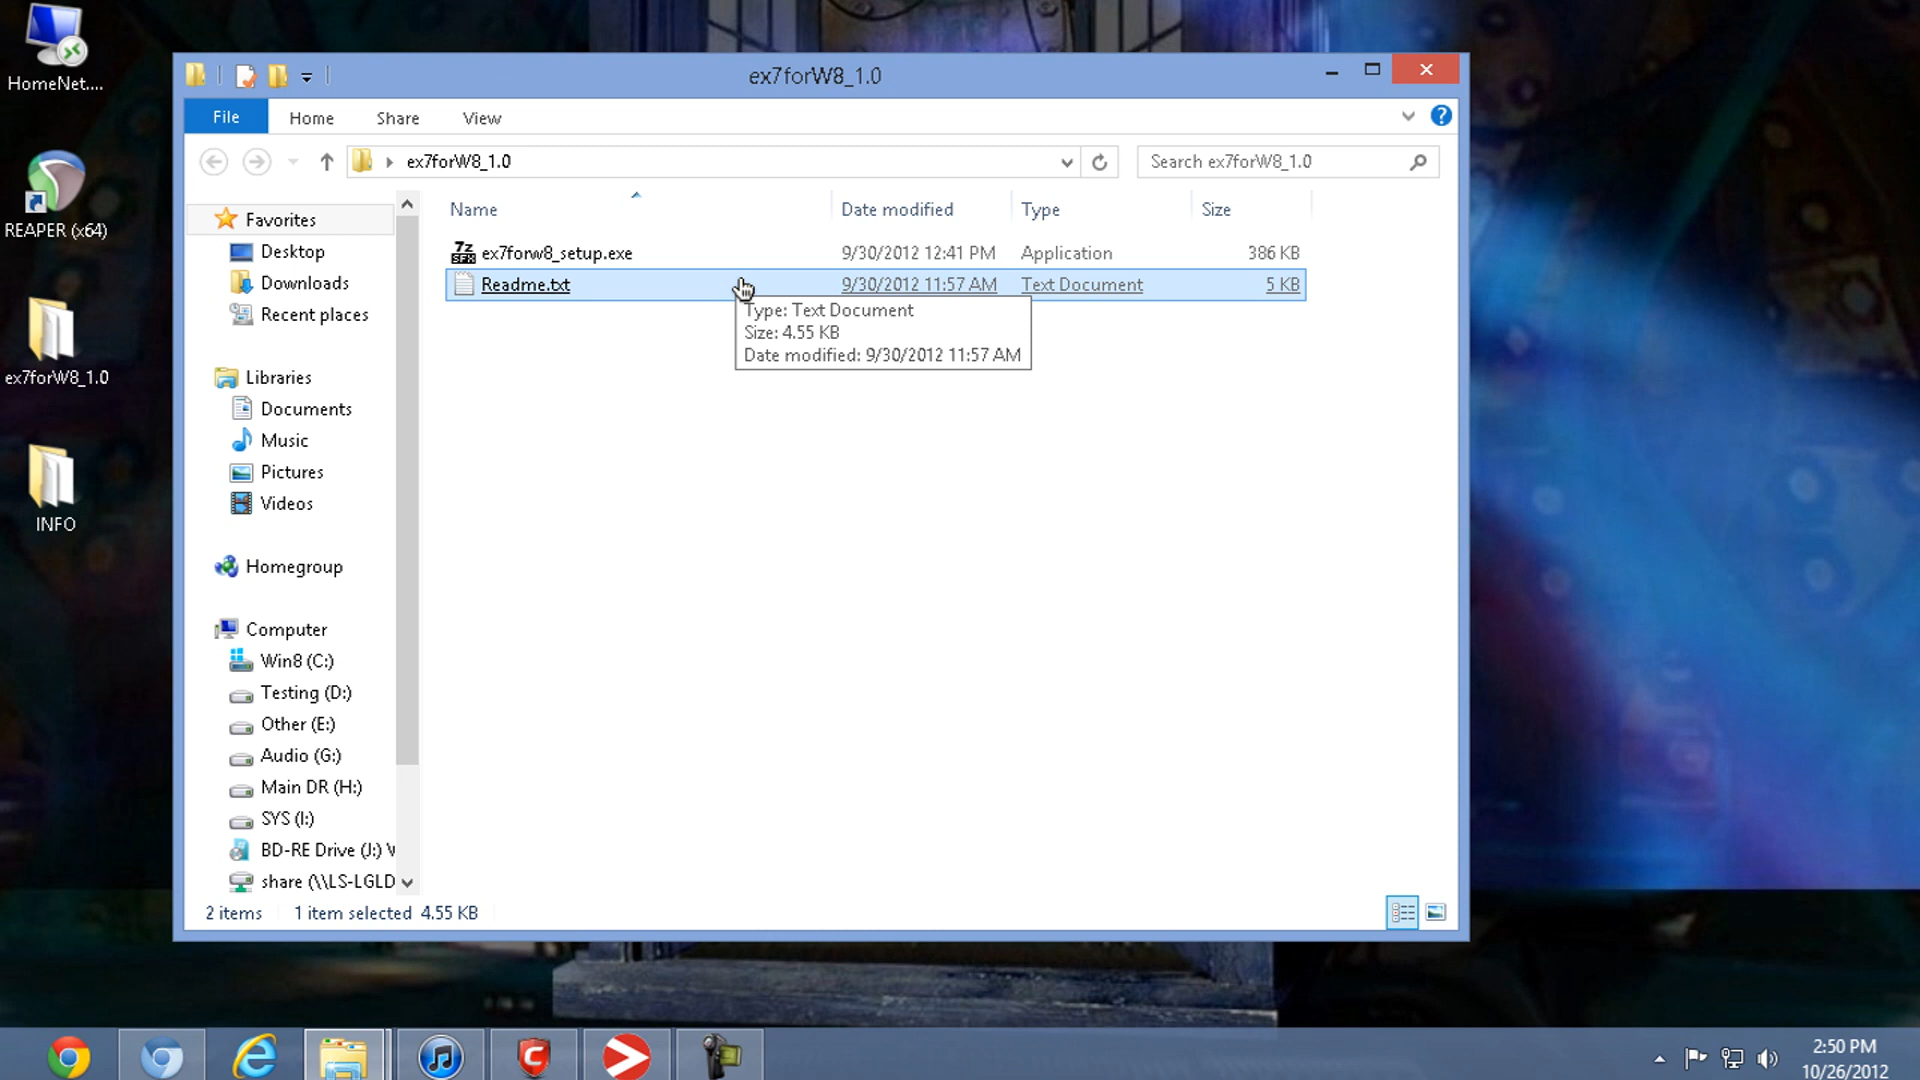 HomeNet....
REAPER (x64)
ex7forW8_1.0
INFO
ex7forW8_1.0
File Home Share View
ex7forW8_1.0
Search ex7forW8_1.0
Favorites
Desktop
Downloads
Recent places
Libraries
Documents
Music
Pictures
Videos
Homegroup
Computer
Win8 (C:)
Testing (D:)
Other (E:)
Audio (G:)
Main DR (H:)
SYS (I:)
BD-RE Drive (J:)
share (\\LS-LGLD
Name Date modified Type Size
7z SFX ex7forw8_setup.exe 9/30/2012 12:41 PM Application 386 KB
Readme.txt 9/30/2012 11:57 AM Text Document 5 KB
Type: Text Document
Size: 4.55 KB
Date modified: 9/30/2012 11:57 AM
2 items 1 item selected 4.55 KB
2:50 PM
10/26/2012